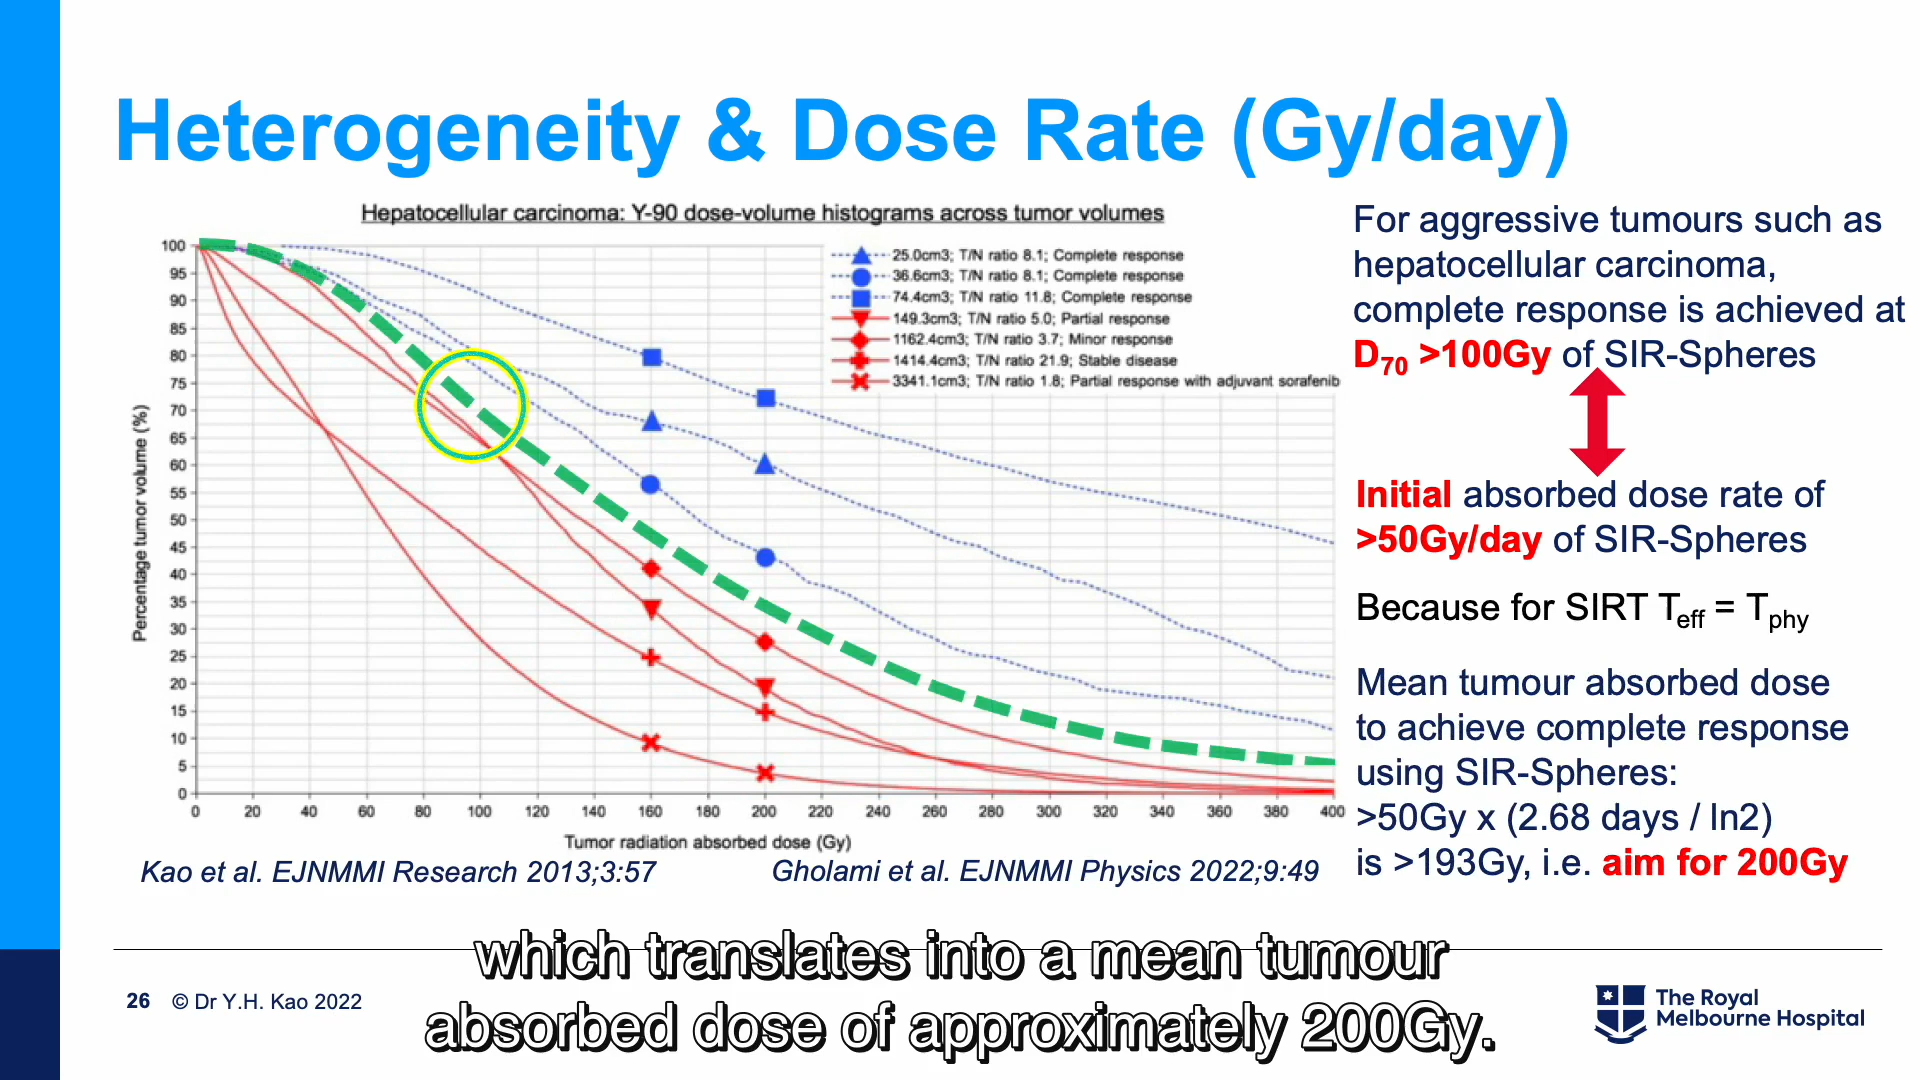 Heterogeneity & Dose Rate (Gy/day)
Hepatocellular carcinoma: Y-90 dose-volume histograms across tumor volumes
100
95
90
85
80
75
70
65
60
55
50
45
40
35
30
25
20
15
10
5
0
Percentage tumor volume (%)
25.0cm3; T/N ratio 8.1; Complete response
36.6cm3; T/N ratio 8.1; Complete response
74.4cm3; T/N ratio 11.8; Complete response
149.3cm3; T/N ratio 5.0; Partial response
1162.4cm3; T/N ratio 3.7; Minor response
1414.4cm3; T/N ratio 21.9; Stable disease
3341.1cm3; T/N ratio 1.8; Partial response with adjuvant sorafenib
0 20 40 60 80 100 120 140 160 180 200 220 240 260 280 300 320 340 360 380 400
Tumor radiation absorbed dose (Gy)
Kao et al. EJNMMI Research 2013;3:57
Gholami et al. EJNMMI Physics 2022;9:49
For aggressive tumours such as
hepatocellular carcinoma,
complete response is achieved at
D70 >100Gy of SIR-Spheres
Initial absorbed dose rate of
>50Gy/day of SIR-Spheres
Because for SIRT Teff = Tphy
Mean tumour absorbed dose
to achieve complete response
using SIR-Spheres:
>50Gy x (2.68 days / ln2)
is >193Gy, i.e. aim for 200Gy
which translates into a mean tumour
absorbed dose of approximately 200Gy.
26 © Dr Y.H. Kao 2022
The Royal
Melbourne Hospital